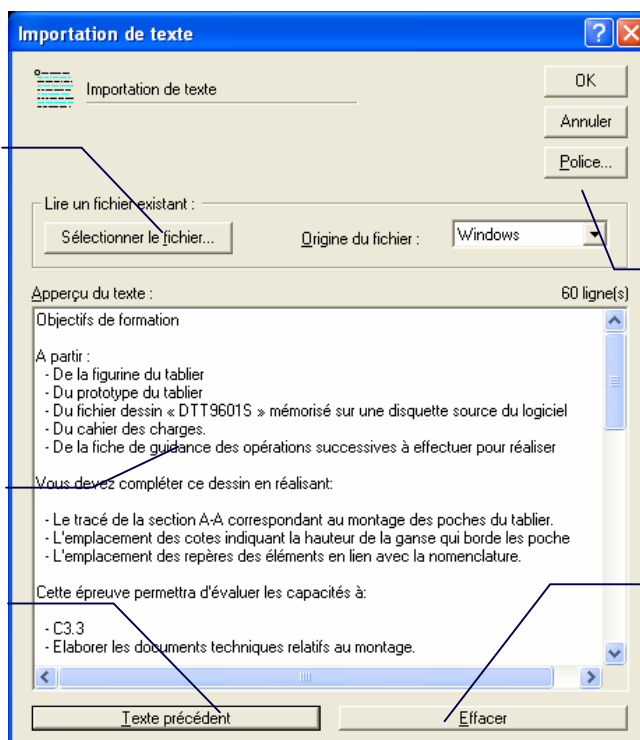 Importation de texte
Importation de texte
OK
Annuler
Police...
Lire un fichier existant :
Sélectionner le fichier...
Origine du fichier :
Windows
Apperçu du texte :
60 ligne(s)
Objectifs de formation
A partir :
- De la figurine du tablier
- Du prototype du tablier
- Du fichier dessin « DTT9601S » mémorisé sur une disquette source du logiciel
- Du cahier des charges.
- De la fiche de guidance des opérations successives à effectuer pour réaliser
Vous devez compléter ce dessin en réalisant:
- Le tracé de la section A-A correspondant au montage des poches du tablier.
- L'emplacement des cotes indiquant la hauteur de la ganse qui borde les poche
- L'emplacement des repères des éléments en lien avec la nomenclature.
Cette épreuve permettra d'évaluer les capacités à:
- C3.3
- Elaborer les documents techniques relatifs au montage.
Texte précédent
Effacer